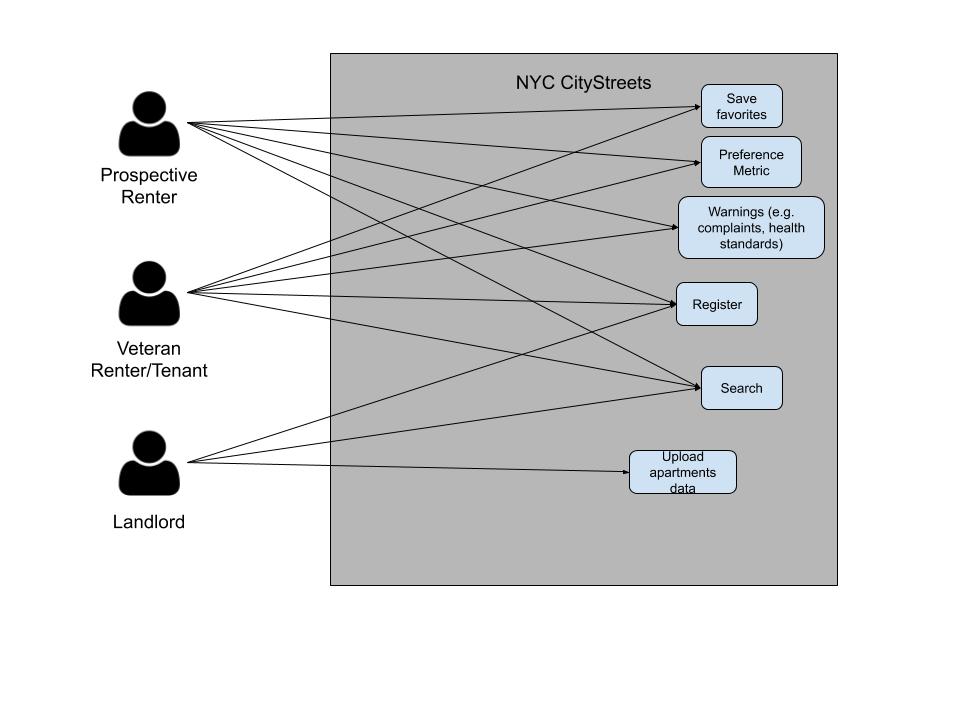 NYC CityStreets
Save
favorites
Preference
Metric
Prospective
Renter
Warnings (e.g.
complaints, health
standards)
Register
Veteran
Renter/Tenant
Search
Upload
apartments
data
Landlord